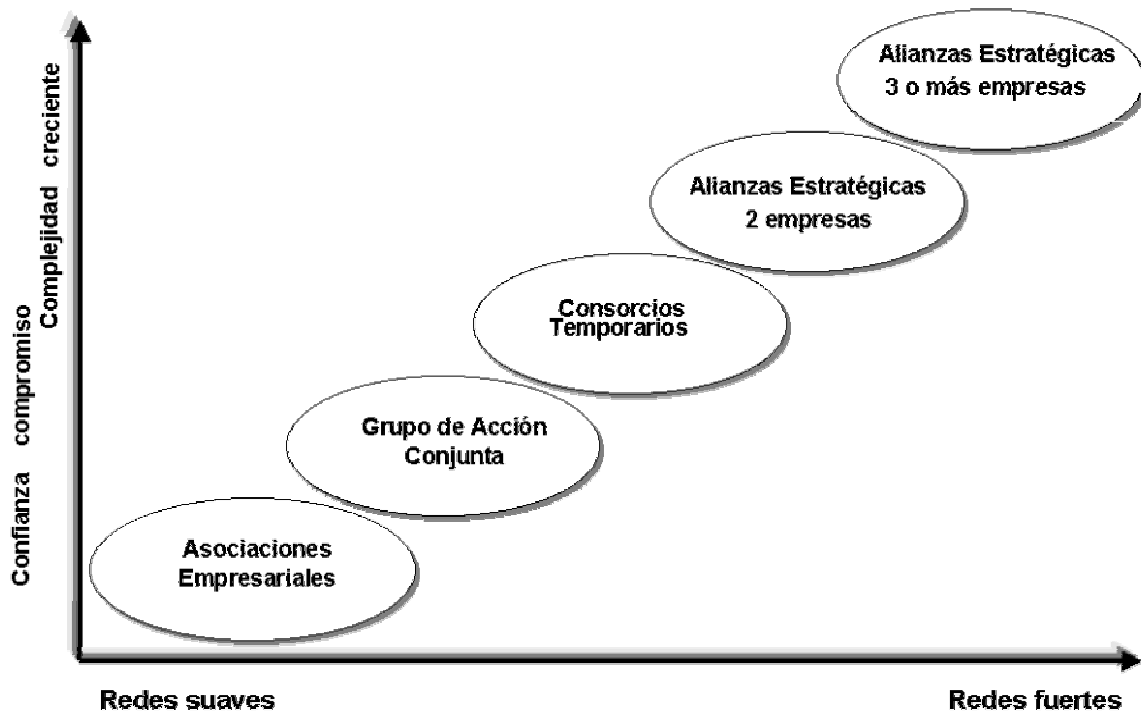 Alianzas Estratégicas
3 o más empresas
Alianzas Estratégicas
2 empresas
Consorcios
Temporarios
Grupo de Acción
Conjunta
Asociaciones
Empresariales
Complejidad creciente
Confianza compromiso
Redes suaves
Redes fuertes